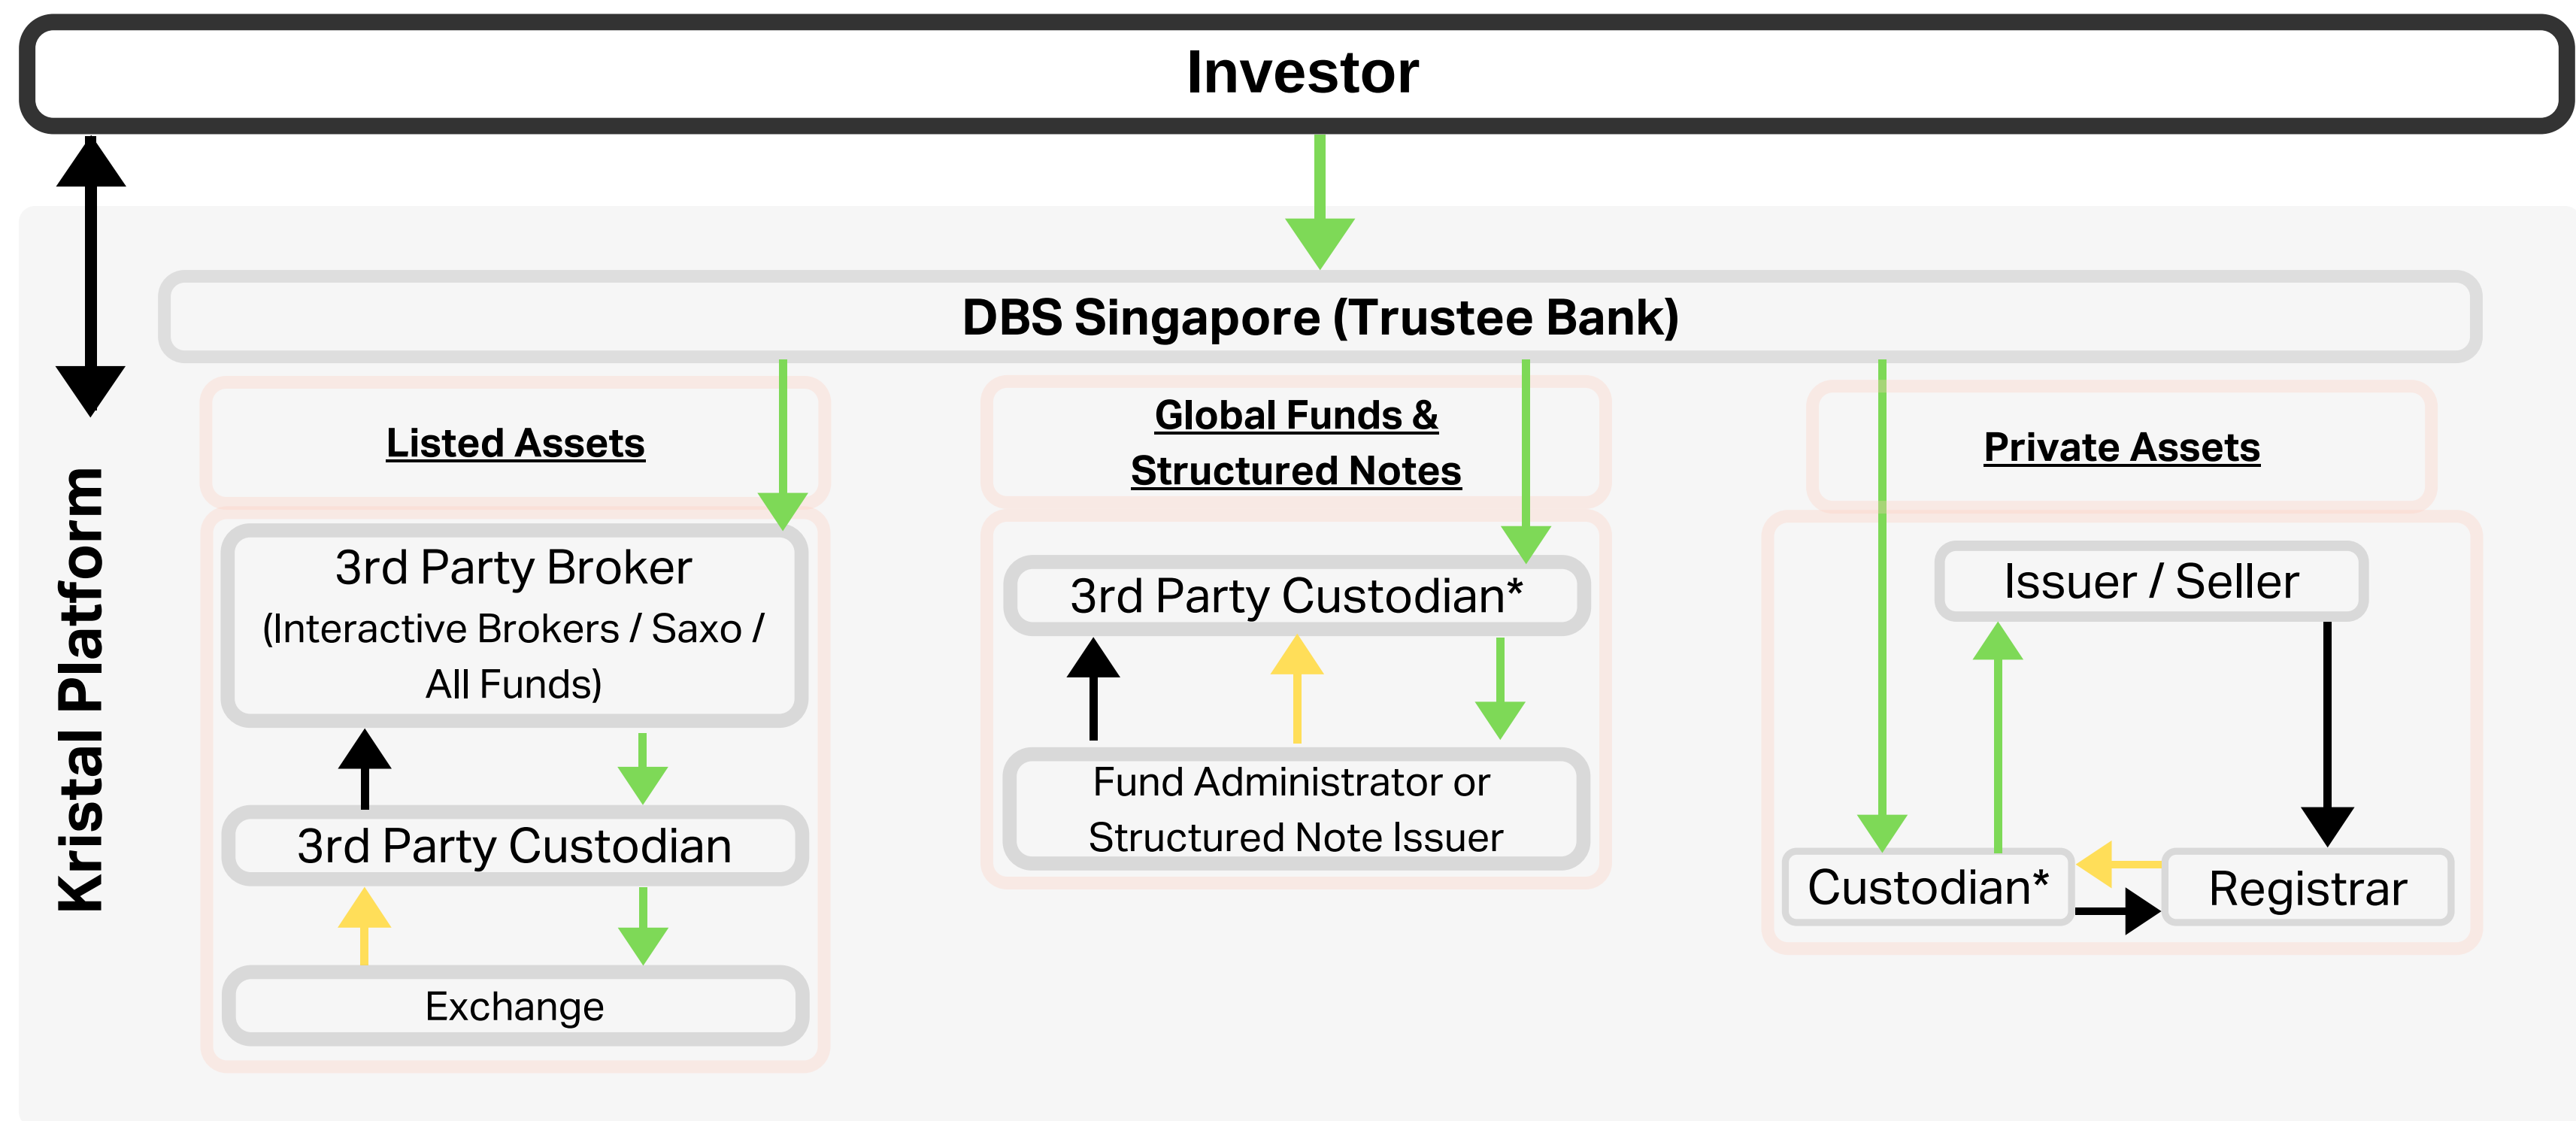 Investor
DBS Singapore (Trustee Bank)
Kristal Platform
Listed Assets
3rd Party Broker
(Interactive Brokers / Saxo /
All Funds)
3rd Party Custodian
Exchange
Global Funds &
Structured Notes
3rd Party Custodian*
Fund Administrator or
Structured Note Issuer
Private Assets
Issuer / Seller
Custodian*
Registrar